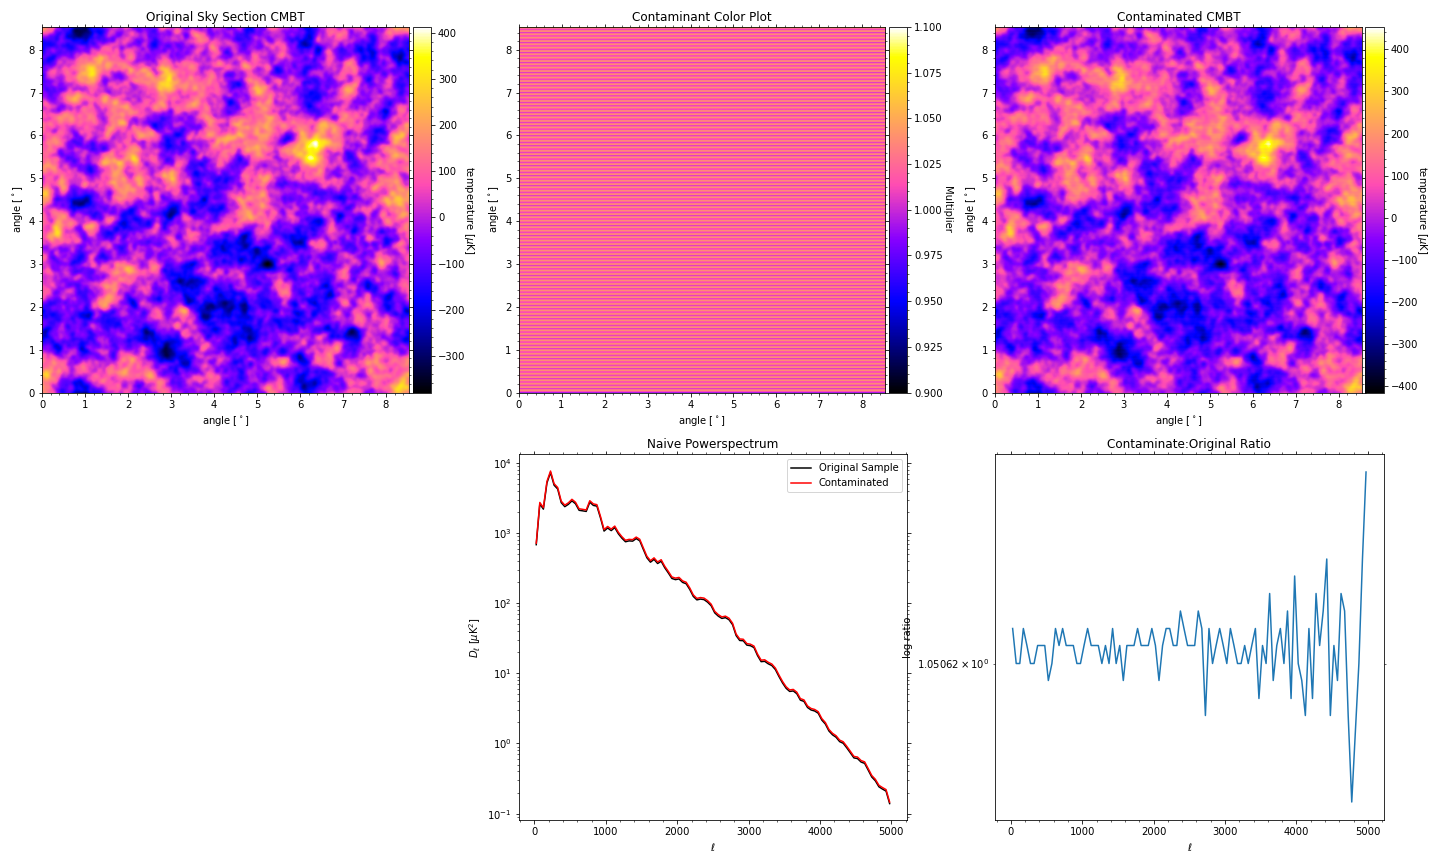 Original Sky Section CMBT
angle [°]
0 1 2 3 4 5 6 7 8
0 1 2 3 4 5 6 7 8
angle [°]
400
300
200
100
0
−100
−200
−300
temperature [μK]
Contaminant Color Plot
angle [°]
0 1 2 3 4 5 6 7 8
0 1 2 3 4 5 6 7 8
angle [°]
1.100
1.075
1.050
1.025
1.000
0.975
0.950
0.925
0.900
Multiplier
Contaminated CMBT
angle [°]
0 1 2 3 4 5 6 7 8
0 1 2 3 4 5 6 7 8
angle [°]
400
300
200
100
0
−100
−200
−300
−400
temperature [μK]
Naive Powerspectrum
Original Sample
Contaminated
10⁴
10³
10²
10¹
10⁰
10⁻¹
Dℓ [μK²]
0 1000 2000 3000 4000 5000
ℓ
Contaminate:Original Ratio
log ratio
1.05062 × 10⁰
0 1000 2000 3000 4000 5000
ℓ